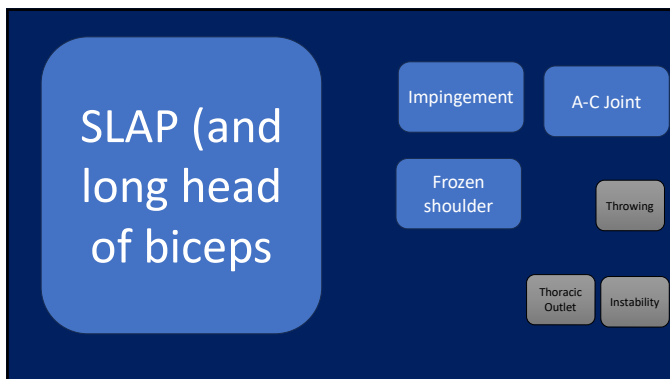 SLAP (and
long head
of biceps
Impingement
A-C Joint
Frozen
shoulder
Throwing
Thoracic
Outlet
Instability